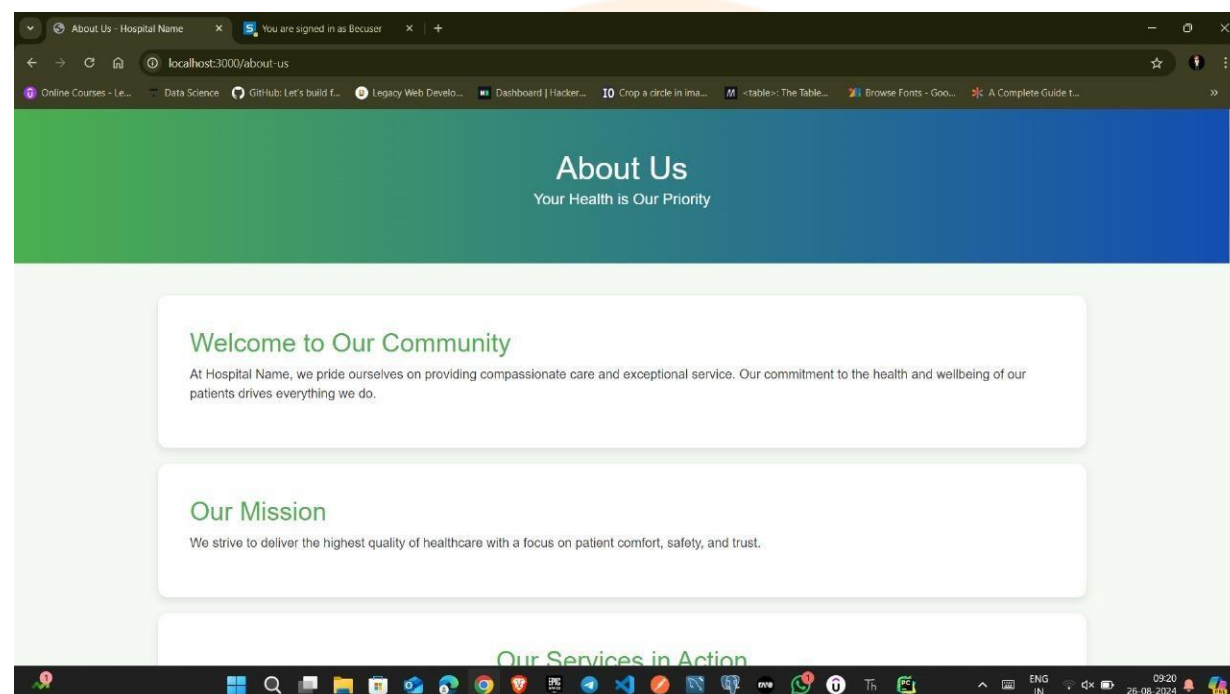 About Us - Hospital Name
You are signed in as Becuser
localhost:3000/about-us
Online Courses - Le...
Data Science
GitHub: Let's build f...
Legacy Web Develo...
Dashboard | Hacker...
IO Crop a circle in ima...
M <table>: The Table...
Browse Fonts - Goo...
A Complete Guide t...
About Us
Your Health is Our Priority
Welcome to Our Community
At Hospital Name, we pride ourselves on providing compassionate care and exceptional service. Our commitment to the health and wellbeing of our
patients drives everything we do.
Our Mission
We strive to deliver the highest quality of healthcare with a focus on patient comfort, safety, and trust.
Our Services in Action
ENG
IN
09:20
26-08-2024